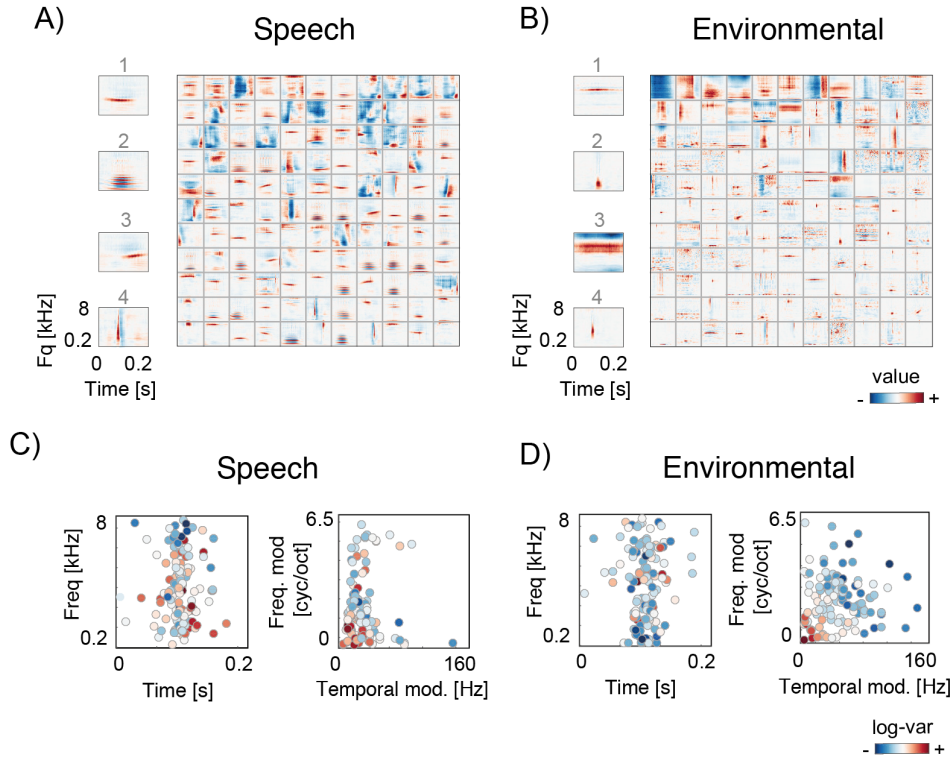 A)
Speech
1
2
3
4
Fq [kHz]
8
0.2
0
0.2
Time [s]
B)
Environmental
1
2
3
4
Fq [kHz]
8
0.2
0
0.2
Time [s]
value
- +
C)
Speech
Freq [kHz]
8
0.2
0
0.2
Time [s]
Freq. mod
[cyc/oct]
6.5
0
0
160
Temporal mod. [Hz]
D)
Environmental
Freq [kHz]
8
0.2
0
0.2
Time [s]
Freq. mod
[cyc/oct]
6.5
0
0
160
Temporal mod. [Hz]
log-var
- +